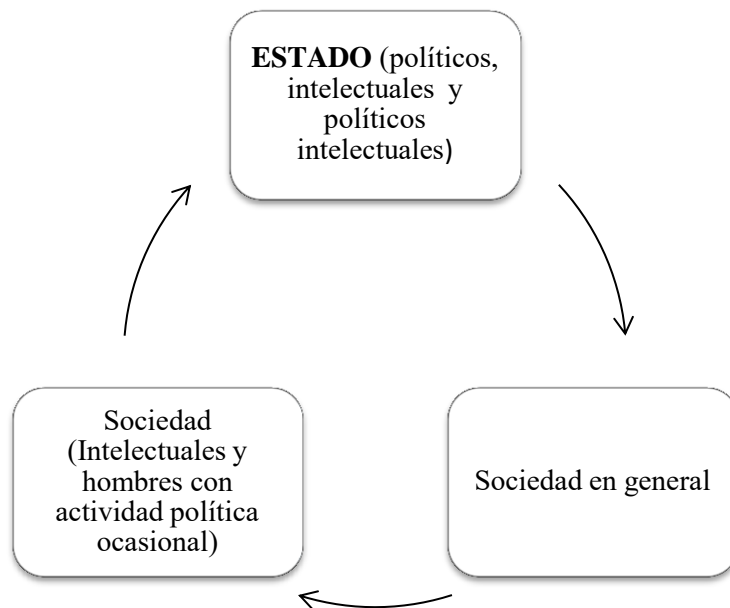 ESTADO (políticos,
intelectuales y
políticos
intelectuales)
Sociedad
(Intelectuales y
hombres con
actividad política
ocasional)
Sociedad en general